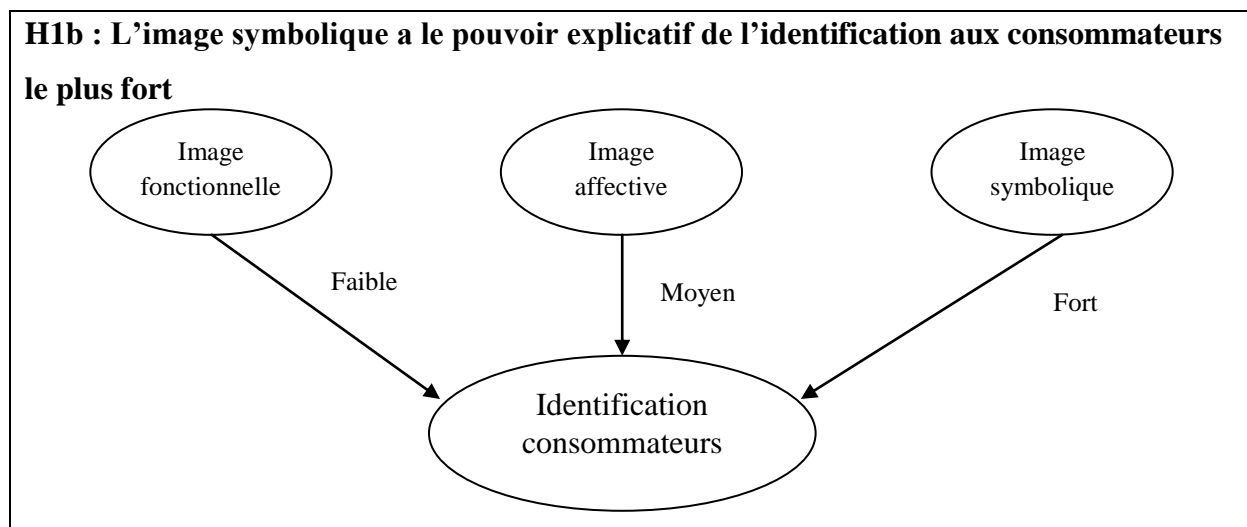 H1b : L’image symbolique a le pouvoir explicatif de l’identification aux consommateurs
le plus fort
Image
fonctionnelle
Image
affective
Image
symbolique
Faible
Moyen
Fort
Identification
consommateurs